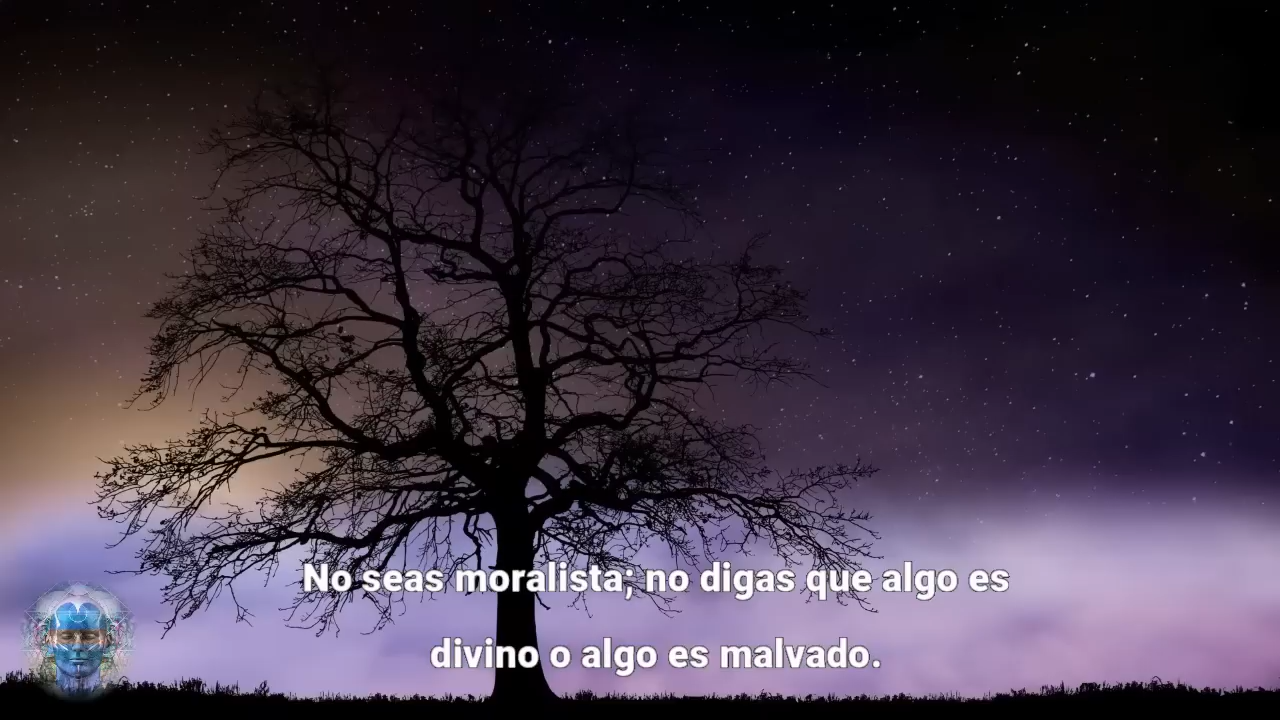 No seas moralista; no digas que algo es
divino o algo es malvado.